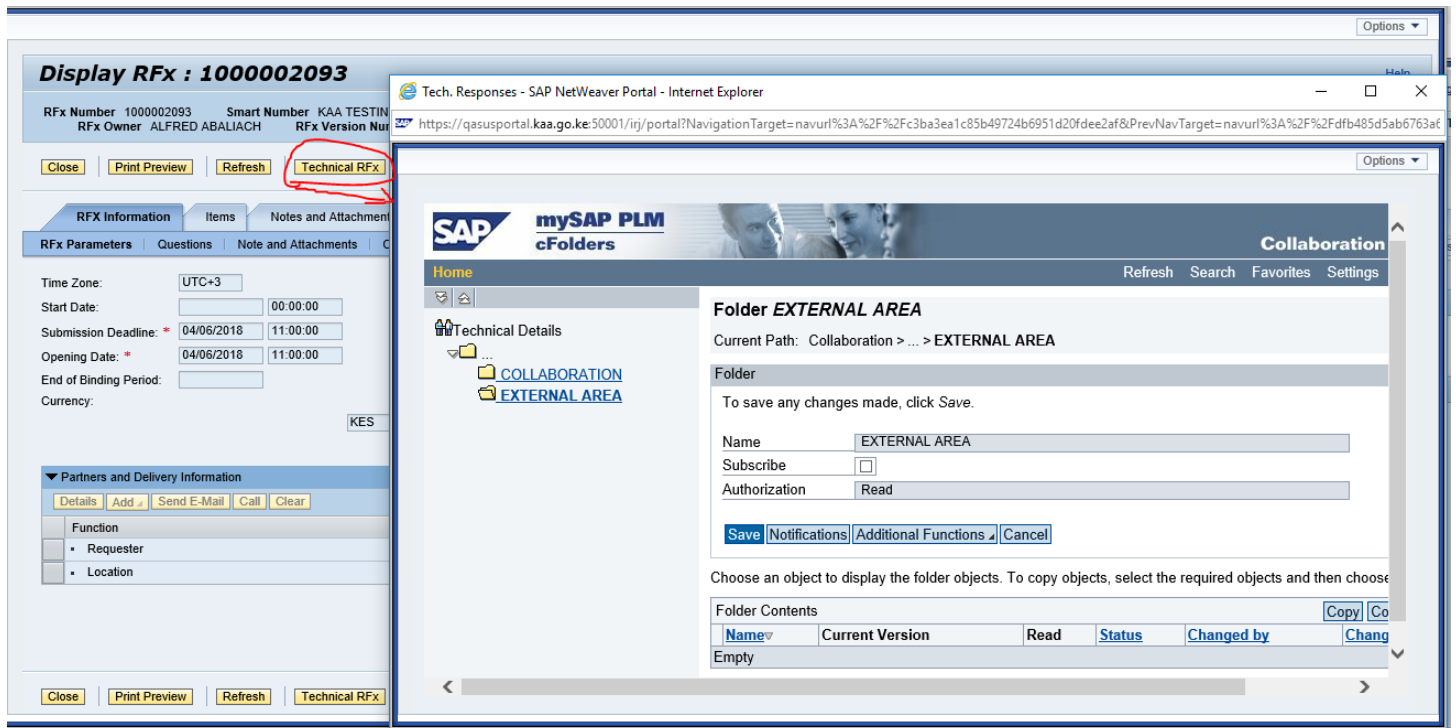 Options
Display RFx : 1000002093
Help
RFx Number 1000002093 Smart Number KAA TESTIN
RFx Owner ALFRED ABALIACH RFx Version Nur
Close Print Preview Refresh Technical RFx
RFX Information Items Notes and Attachment
RFx Parameters Questions Note and Attachments
Time Zone: UTC+3
Start Date: 00:00:00
Submission Deadline: * 04/06/2018 11:00:00
Opening Date: * 04/06/2018 11:00:00
End of Binding Period:
Currency:
KES
Partners and Delivery Information
Details Add Send E-Mail Call Clear
Function
Requester
Location
Close Print Preview Refresh Technical RFx
Tech. Responses - SAP NetWeaver Portal - Internet Explorer
https://qasusportal.kaa.go.ke:50001/irj/portal?NavigationTarget=navurl%3A%2F%2Fc3ba3ea1c85b49724b6951d20fdee2af&PrevNavTarget=navurl%3A%2F%2Fdfb485d5ab6763a6
Options
SAP mySAP PLM
cFolders
Collaboration
Home Refresh Search Favorites Settings
Technical Details
...
COLLABORATION
EXTERNAL AREA
Folder EXTERNAL AREA
Current Path: Collaboration > ... > EXTERNAL AREA
Folder
To save any changes made, click Save.
Name EXTERNAL AREA
Subscribe
Authorization Read
Save Notifications Additional Functions Cancel
Choose an object to display the folder objects. To copy objects, select the required objects and then choose
Folder Contents Copy Co
Name Current Version Read Status Changed by Chang
Empty